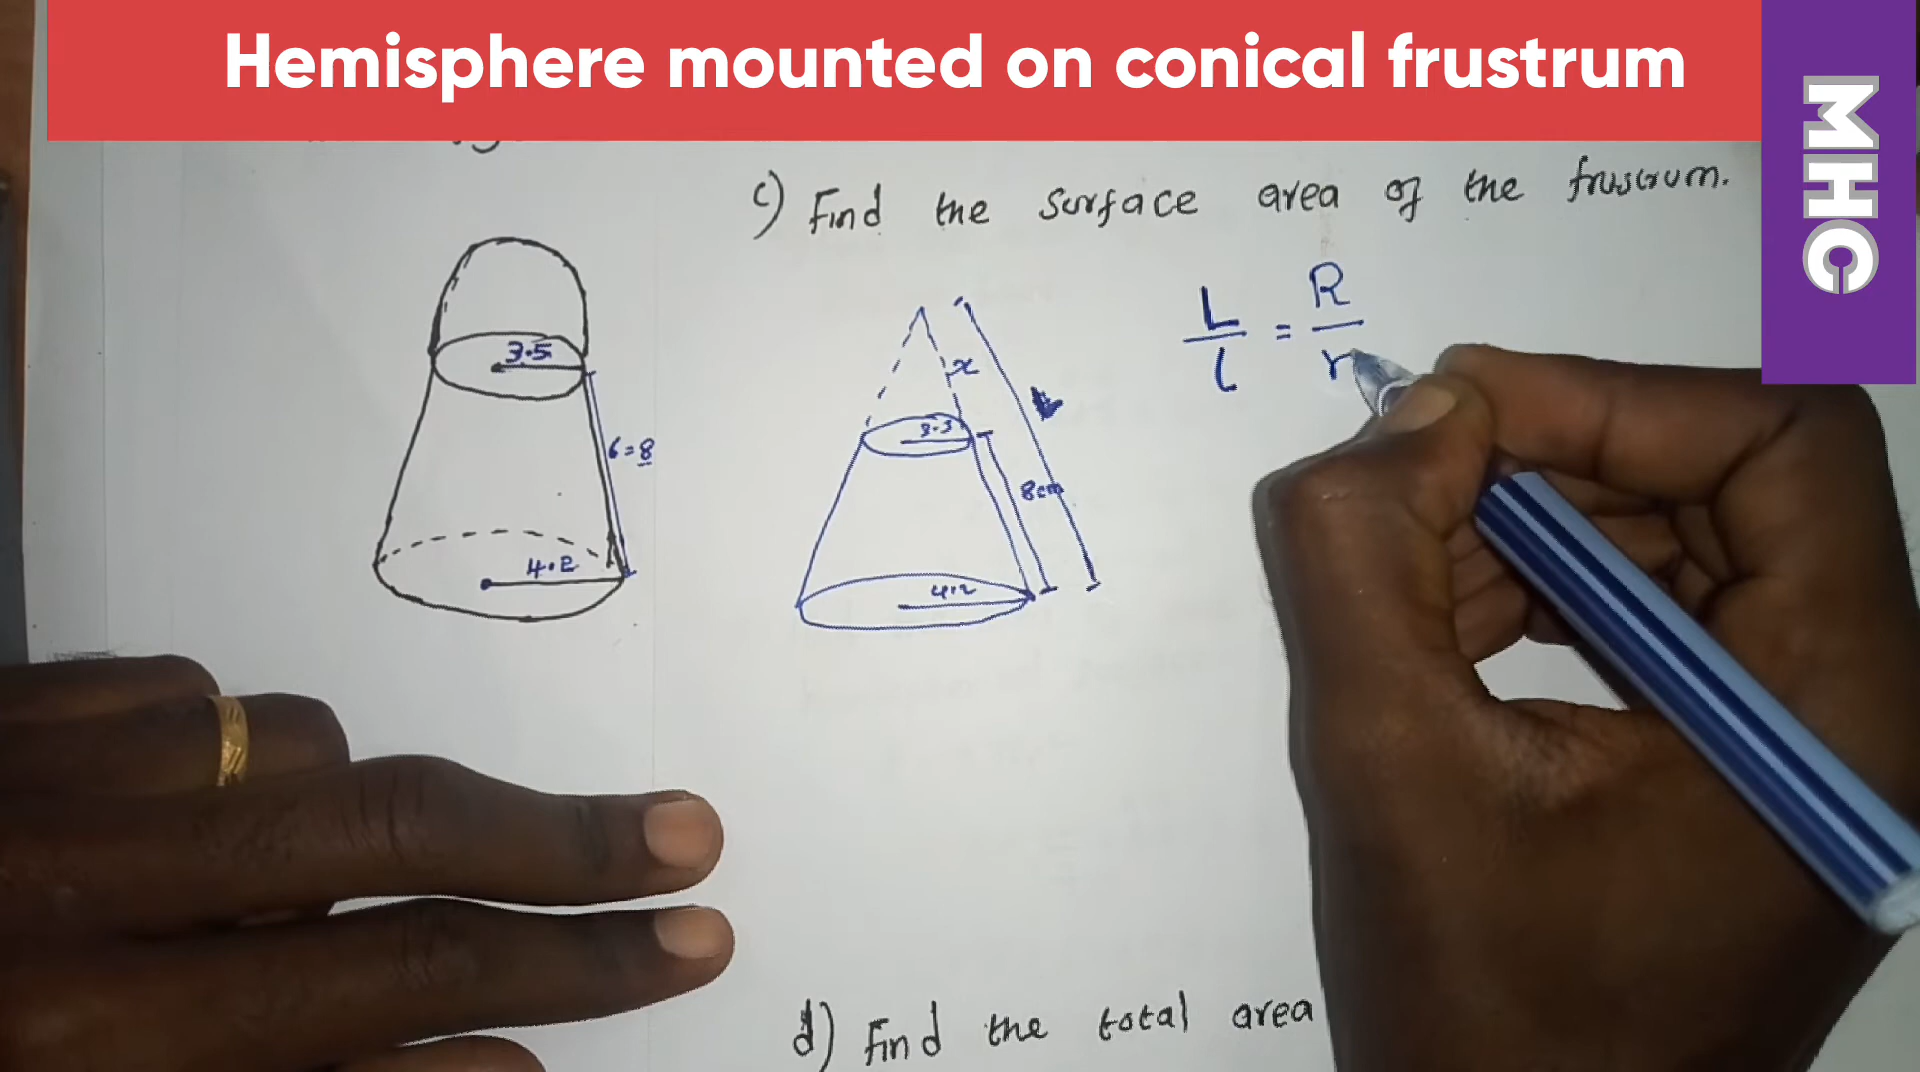 Hemisphere mounted on conical frustrum
MHC
c) Find the surface area of the frustrum.
3.5
6 = 8
4.2
x
L
3.5
8cm
4.2
L/l = R/r
d) Find the total area